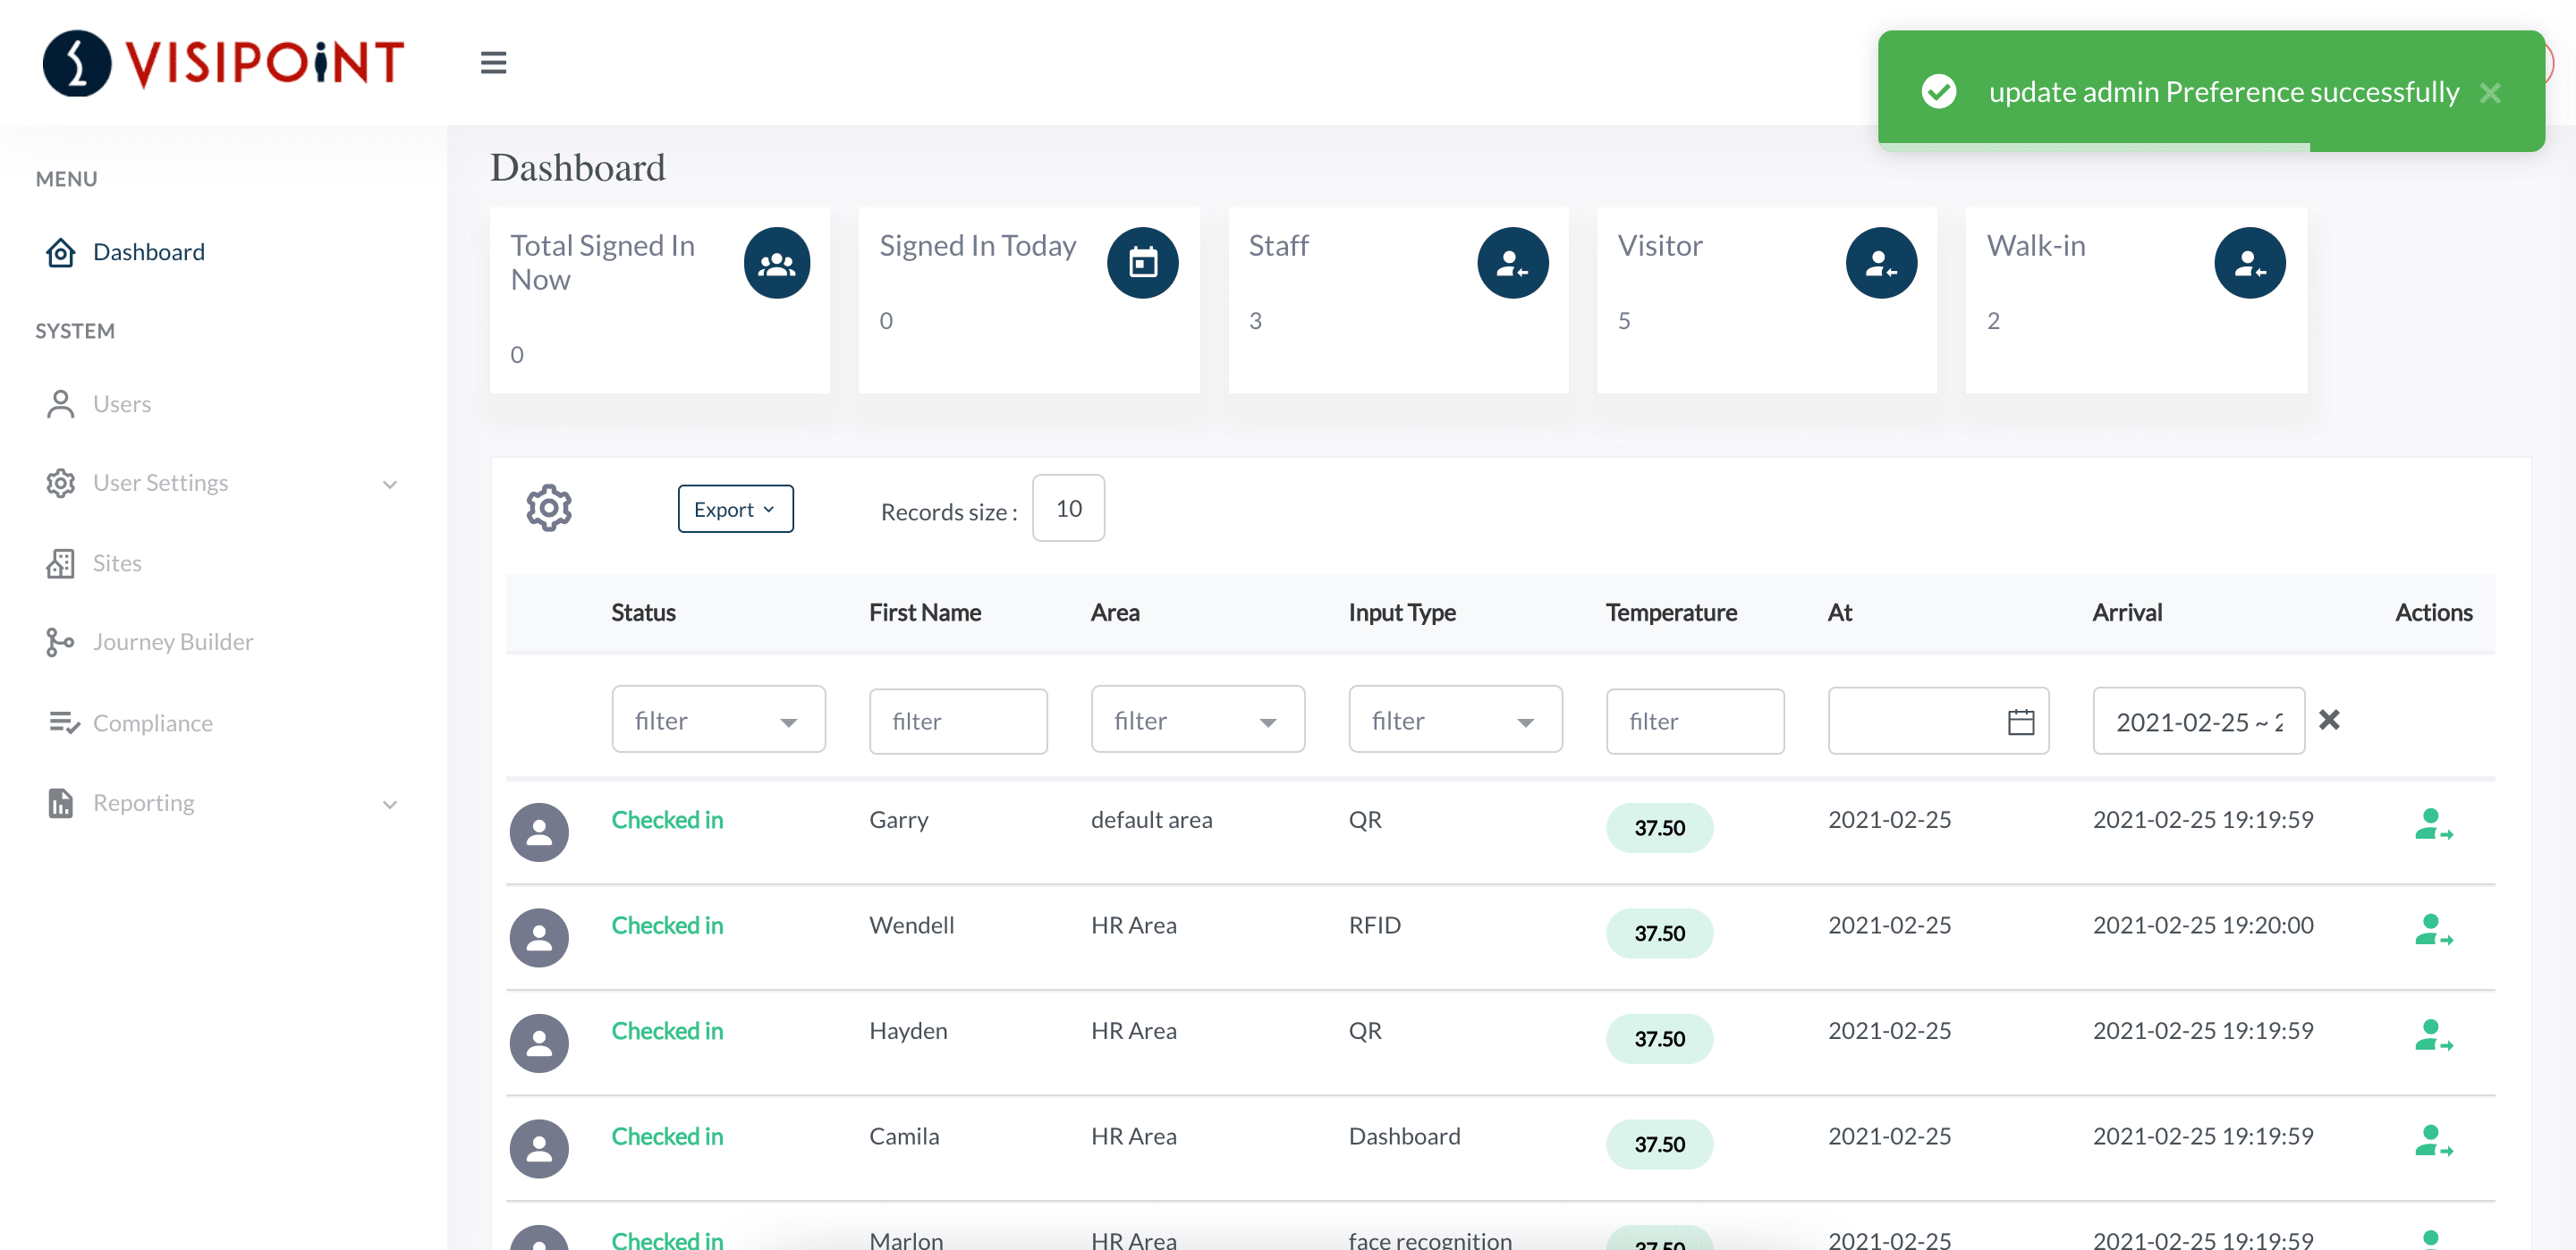 VISIPOINT
update admin Preference successfully
MENU
Dashboard
SYSTEM
Users
User Settings
Sites
Journey Builder
Compliance
Reporting
Dashboard
Total Signed In
Now
0
Signed In Today
0
Staff
3
Visitor
5
Walk-in
2
Export
Records size : 10
Status First Name Area Input Type Temperature At Arrival Actions
filter filter filter filter filter 2021-02-25 ~
Checked in Garry default area QR 37.50 2021-02-25 2021-02-25 19:19:59
Checked in Wendell HR Area RFID 37.50 2021-02-25 2021-02-25 19:20:00
Checked in Hayden HR Area QR 37.50 2021-02-25 2021-02-25 19:19:59
Checked in Camila HR Area Dashboard 37.50 2021-02-25 2021-02-25 19:19:59
Checked in Marlon HR Area face recognition 37.50 2021-02-25 2021-02-25 19:19:59